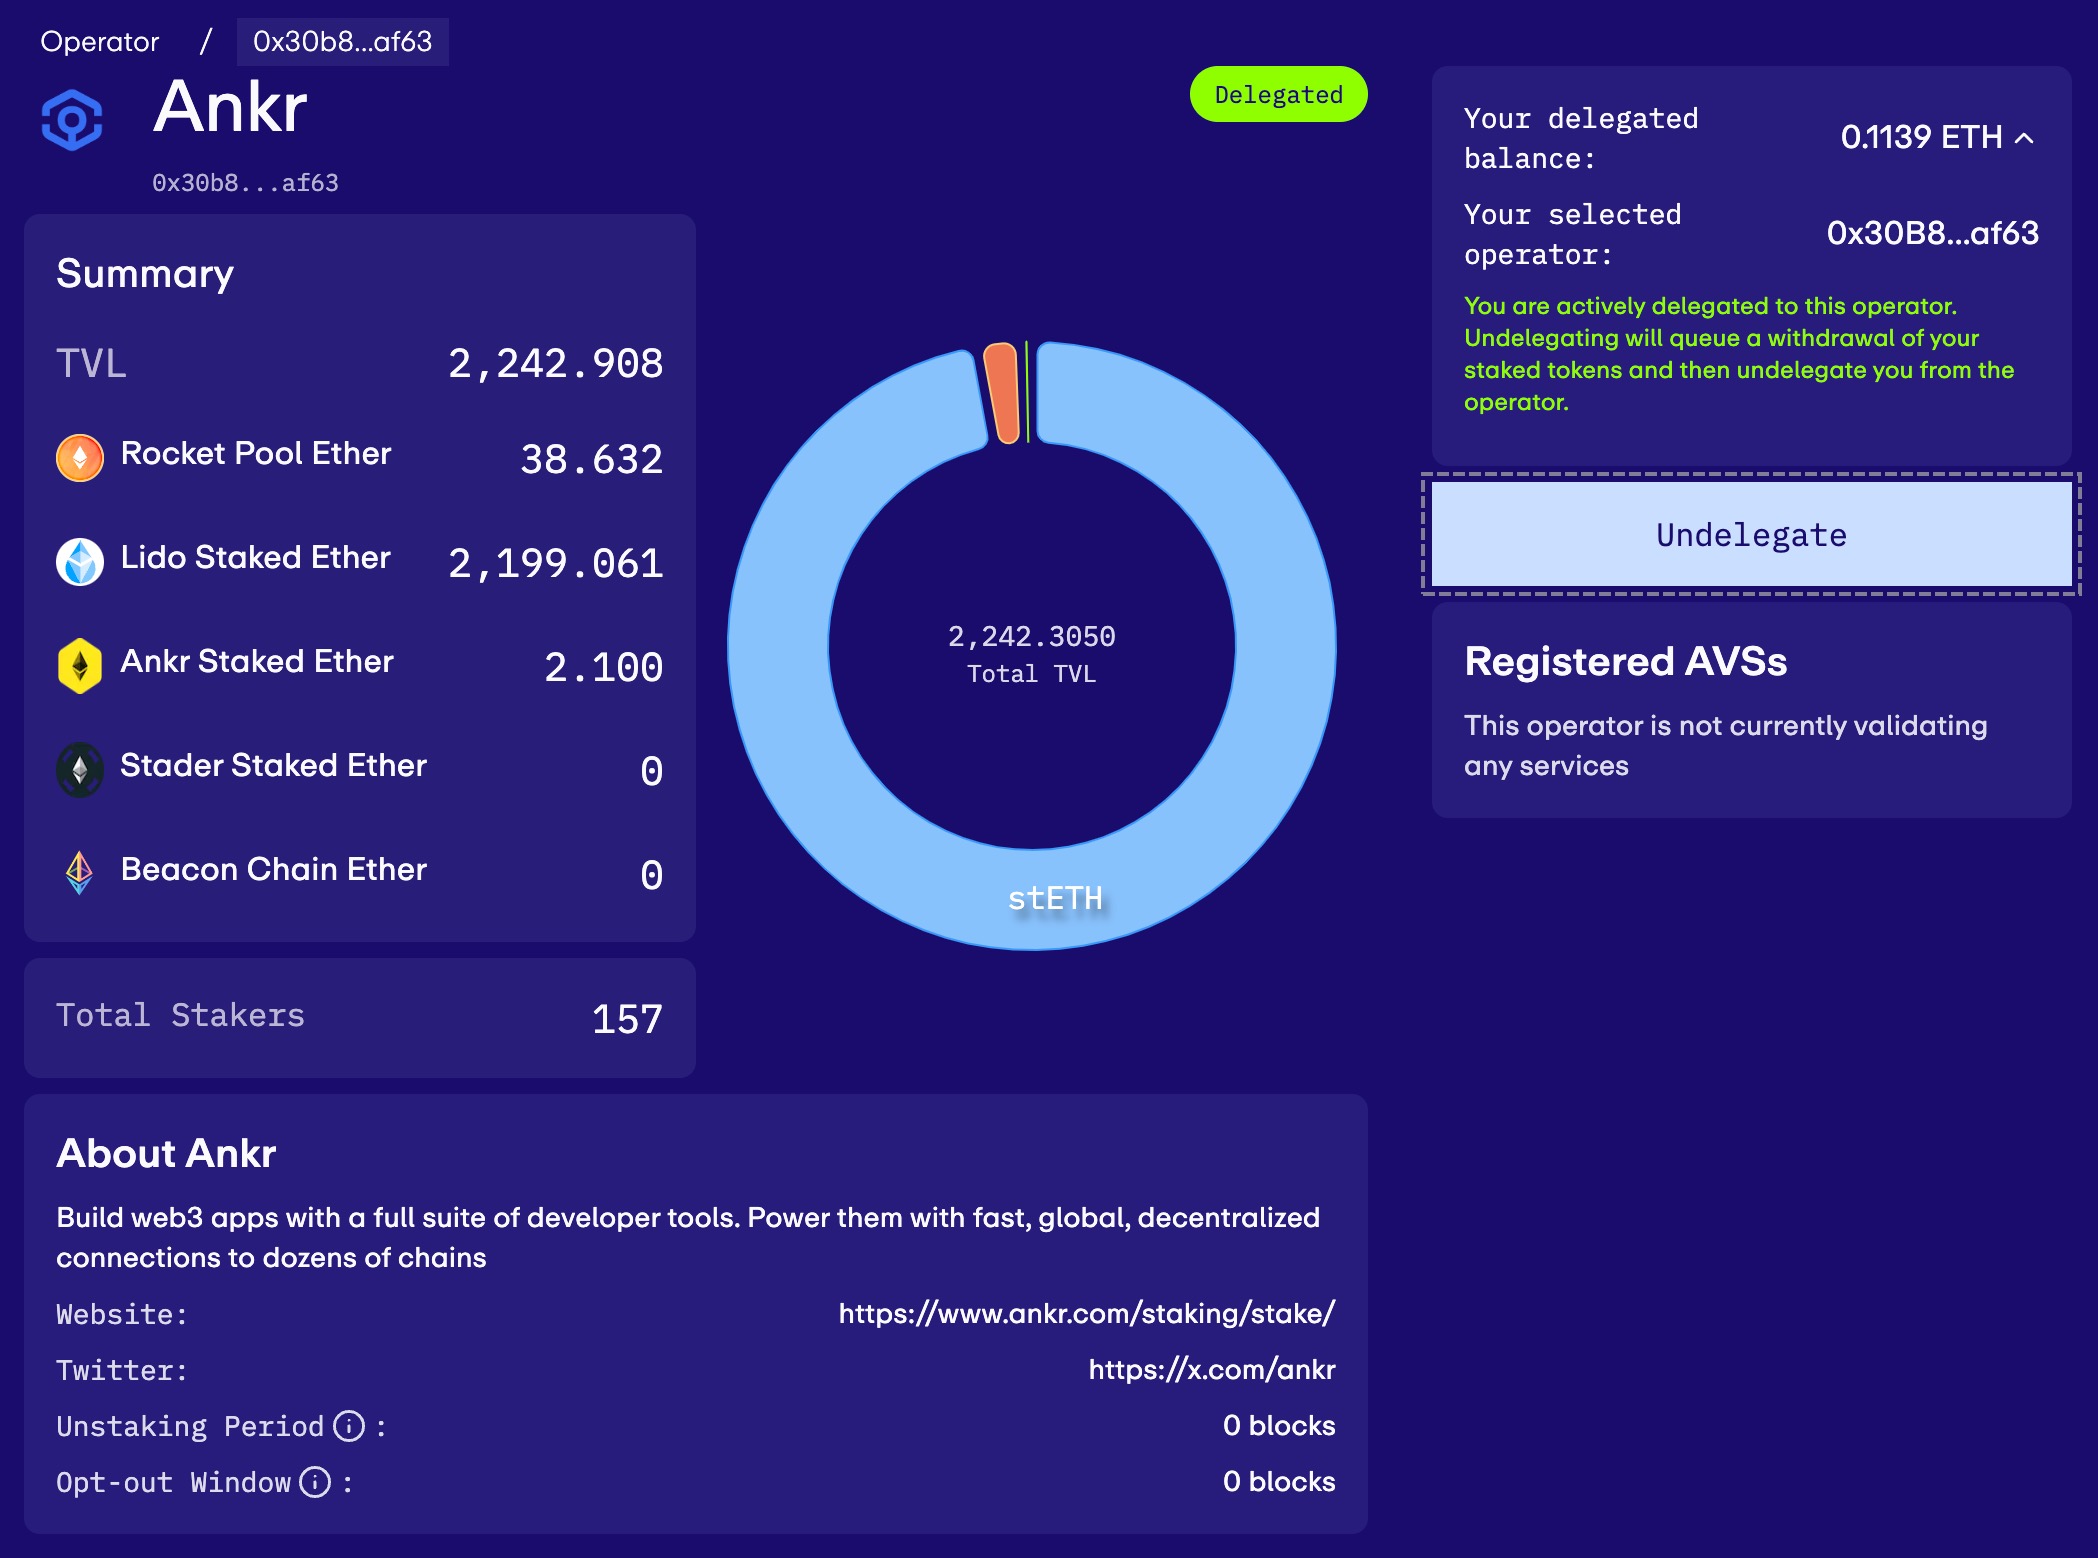 Operator / 0x30b8...af63
Ankr
0x30b8...af63
Delegated
Summary
TVL 2,242.908
Rocket Pool Ether 38.632
Lido Staked Ether 2,199.061
Ankr Staked Ether 2.100
Stader Staked Ether 0
Beacon Chain Ether 0
Total Stakers 157
2,242.3050
Total TVL
stETH
Your delegated
balance:
0.1139 ETH
Your selected
operator:
0x30B8...af63
You are actively delegated to this operator.
Undelegating will queue a withdrawal of your
staked tokens and then undelegate you from the
operator.
Undelegate
Registered AVSs
This operator is not currently validating
any services
About Ankr
Build web3 apps with a full suite of developer tools. Power them with fast, global, decentralized
connections to dozens of chains
Website: https://www.ankr.com/staking/stake/
Twitter: https://x.com/ankr
Unstaking Period : 0 blocks
Opt-out Window : 0 blocks